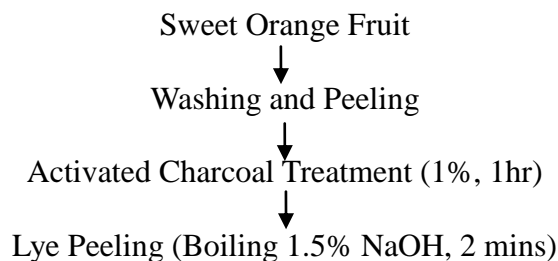 Sweet Orange Fruit
Washing and Peeling
Activated Charcoal Treatment (1%, 1hr)
Lye Peeling (Boiling 1.5% NaOH, 2 mins)